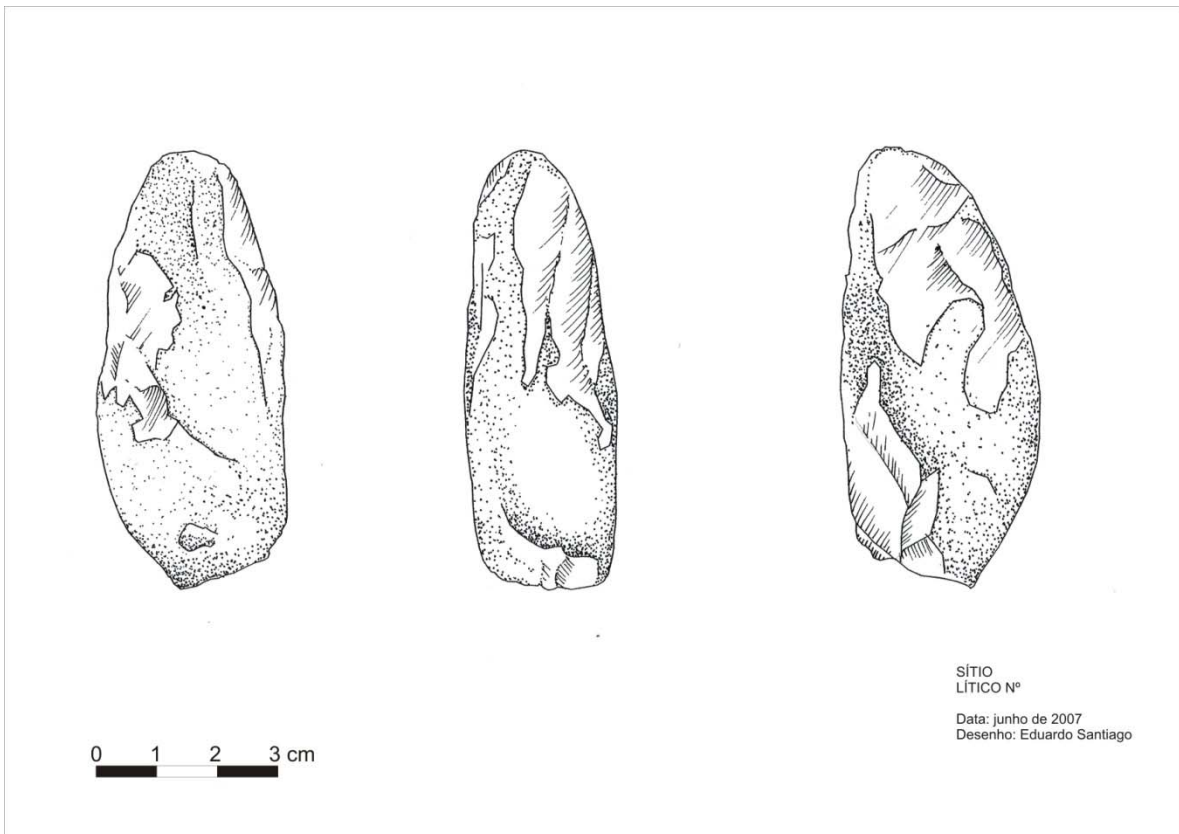 0 1 2 3 cm
SÍTIO
LÍTICO Nº
Data: junho de 2007
Desenho: Eduardo Santiago